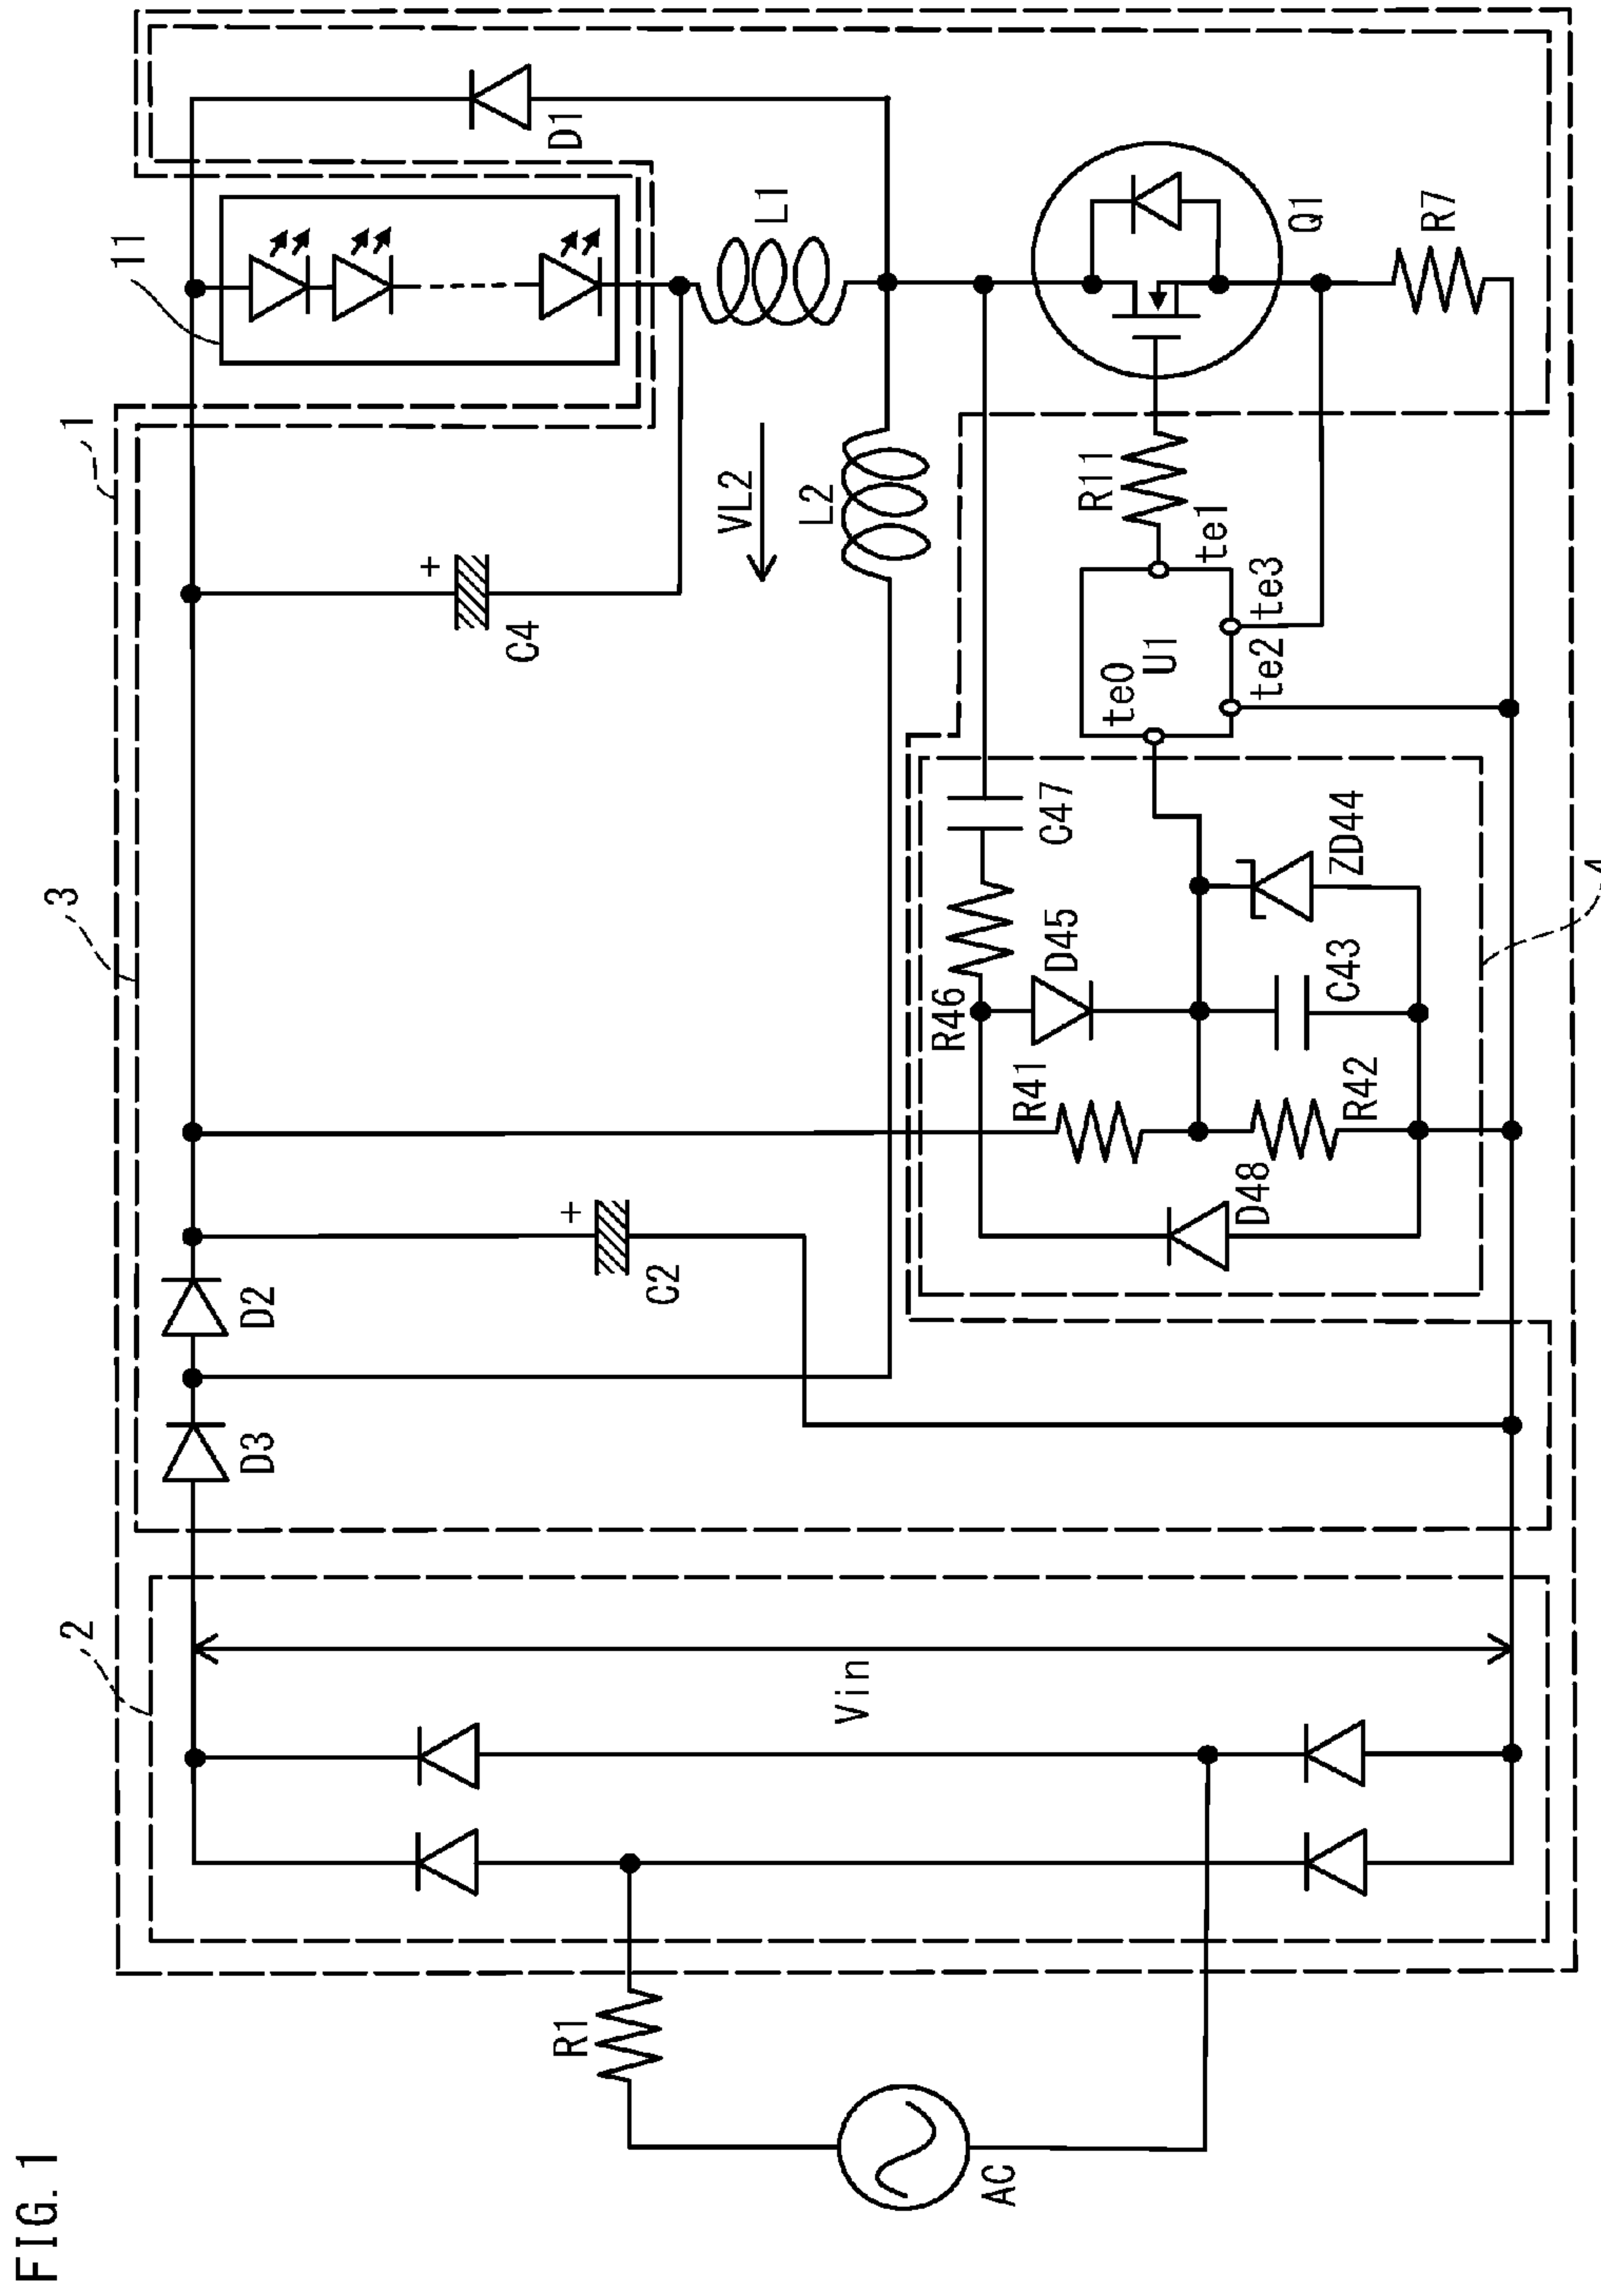 FIG. 1
1
3
2
11
D1
L1
Q1
R7
C4
VL2
L2
R11
te1
te3
te2
te0
U1
C47
ZD44
D45
C43
R46
R41
R42
D48
4
C2
D2
D3
Vin
R1
AC
+
+